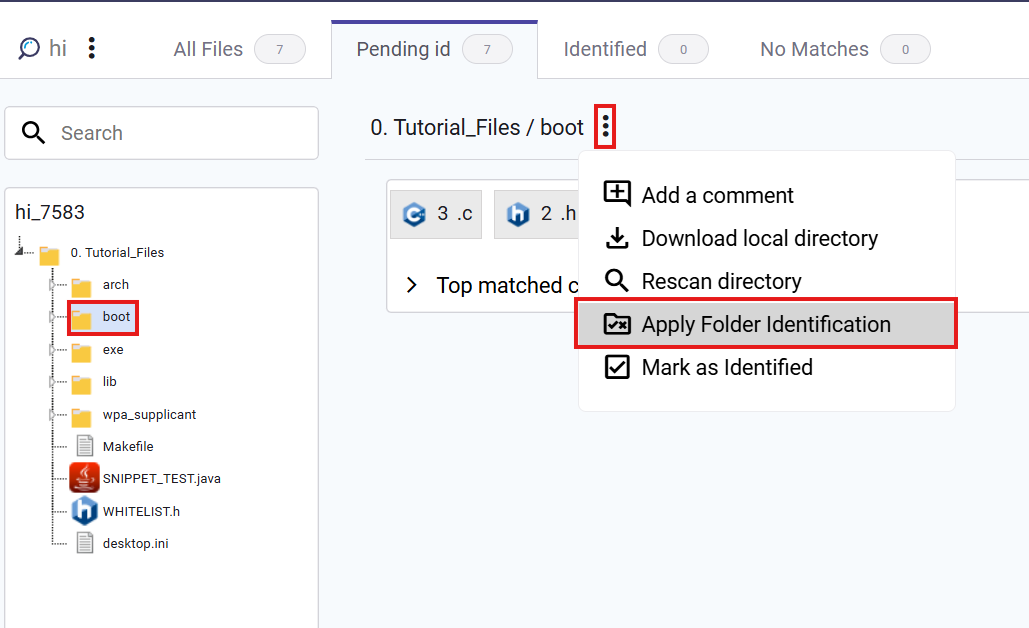 hi
All Files 7
Pending id 7
Identified 0
No Matches 0
Search
hi_7583
0. Tutorial_Files
arch
boot
exe
lib
wpa_supplicant
Makefile
SNIPPET_TEST.java
WHITELIST.h
desktop.ini
0. Tutorial_Files / boot
3 .c
2 .h
Top matched c
Add a comment
Download local directory
Rescan directory
Apply Folder Identification
Mark as Identified